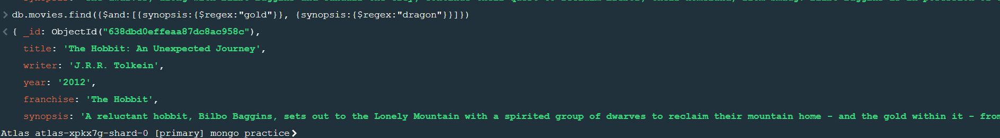 db.movies.find({$and:[{synopsis:{$regex:"gold"}}, {synopsis:{$regex:"dragon"}}]})
{ _id: ObjectId("638dbd0effeaa87dc8ac958c"),
title: 'The Hobbit: An Unexpected Journey',
writer: 'J.R.R. Tolkein',
year: '2012',
franchise: 'The Hobbit',
synopsis: 'A reluctant hobbit, Bilbo Baggins, sets out to the Lonely Mountain with a spirited group of dwarves to reclaim their mountain home - and the gold within it - from
Atlas atlas-xpkx7g-shard-0 [primary] mongo practice>